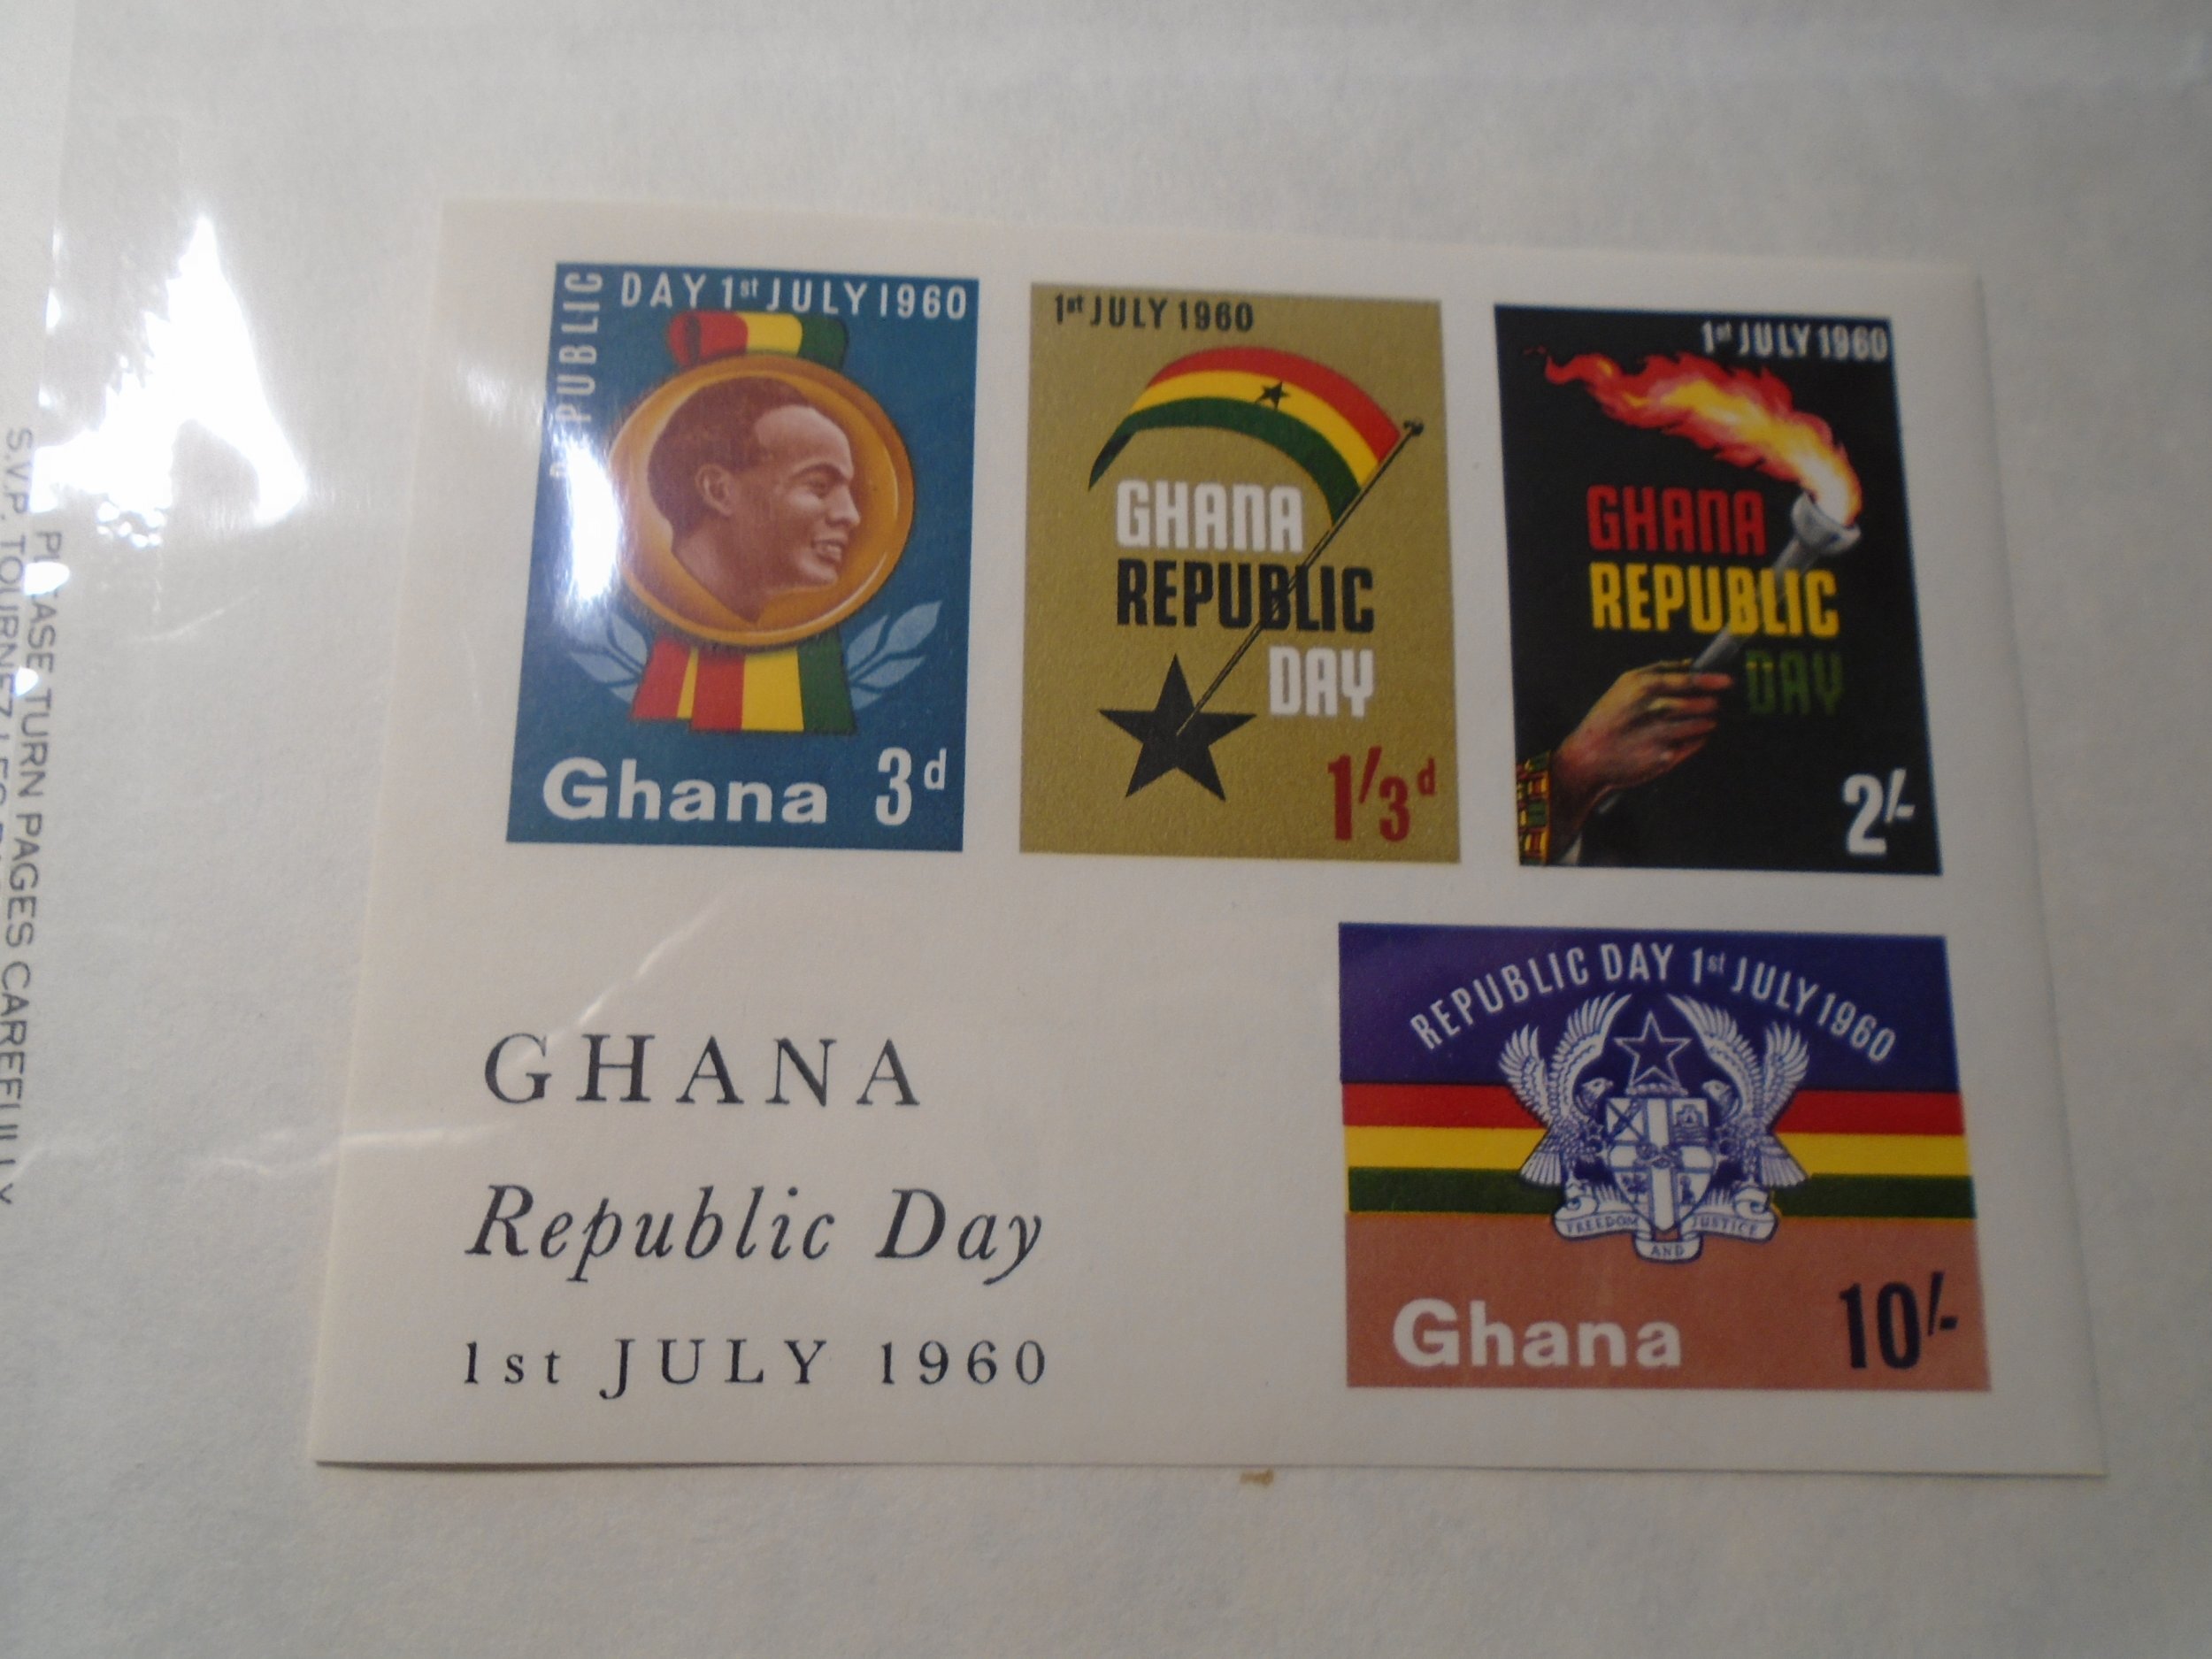 REPUBLIC DAY 1st JULY 1960
Ghana 3d
1st JULY 1960
GHANA
REPUBLIC
DAY
1/3d
1st JULY 1960
GHANA
REPUBLIC
DAY
2/-
REPUBLIC DAY 1st JULY 1960
FREEDOM AND JUSTICE
Ghana 10/-
GHANA
Republic Day
1st JULY 1960
PLEASE TURN PAGES CAREFULLY
S.V.P. TOURNEZ LES